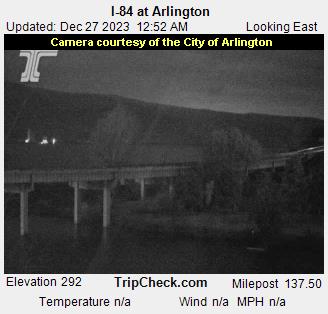 I-84 at Arlington
Updated: Dec 27 2023 12:52 AM Looking East
Camera courtesy of the City of Arlington
Elevation 292 TripCheck.com Milepost 137.50
Temperature n/a Wind n/a MPH n/a